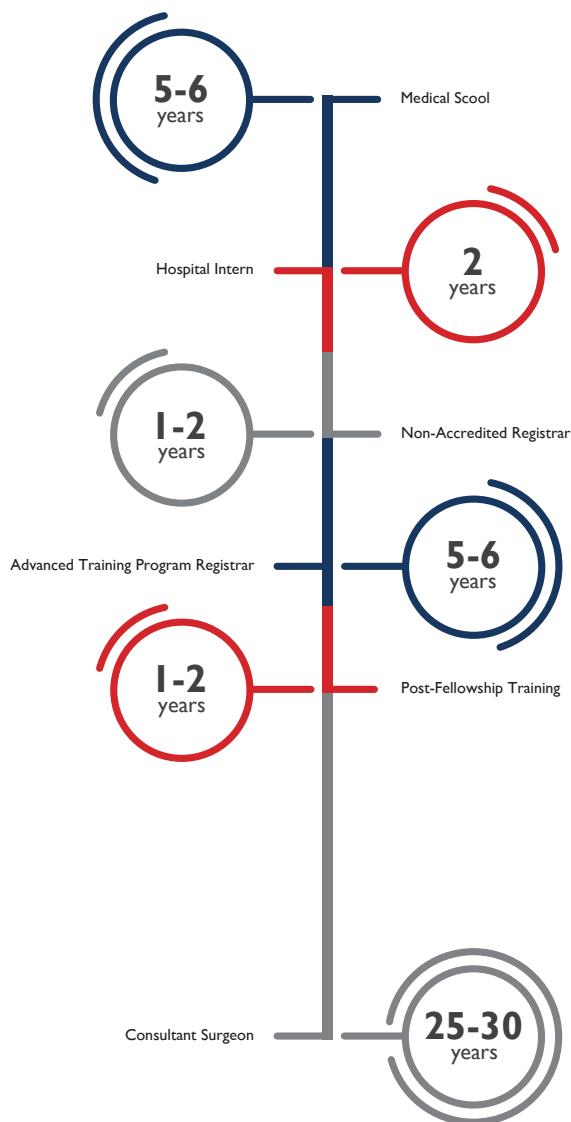 5-6
years
Medical Scool
Hospital Intern
2
years
1-2
years
Non-Accredited Registrar
Advanced Training Program Registrar
5-6
years
1-2
years
Post-Fellowship Training
Consultant Surgeon
25-30
years